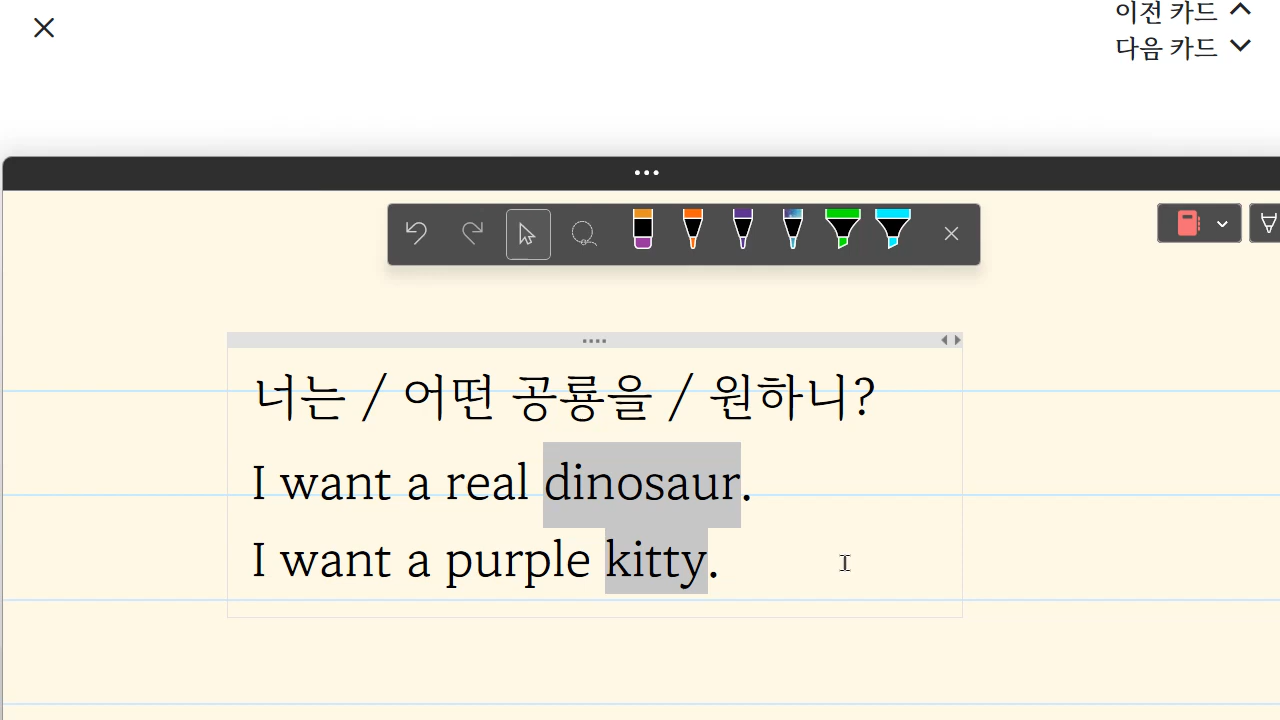 이전 카드
다음 카드
너는 / 어떤 공룡을 / 원하니?
I want a real dinosaur.
I want a purple kitty.